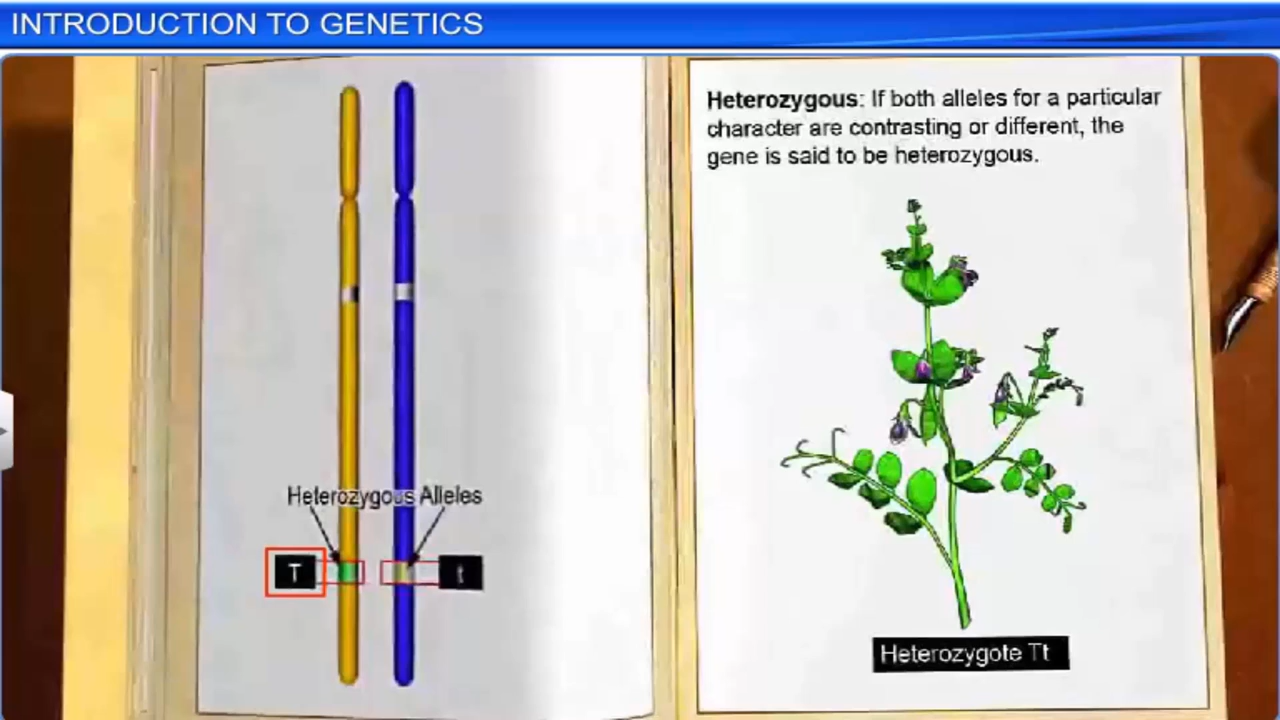 INTRODUCTION TO GENETICS
Heterozygous Alleles
T
t
Heterozygous: If both alleles for a particular
character are contrasting or different, the
gene is said to be heterozygous.
Heterozygote Tt